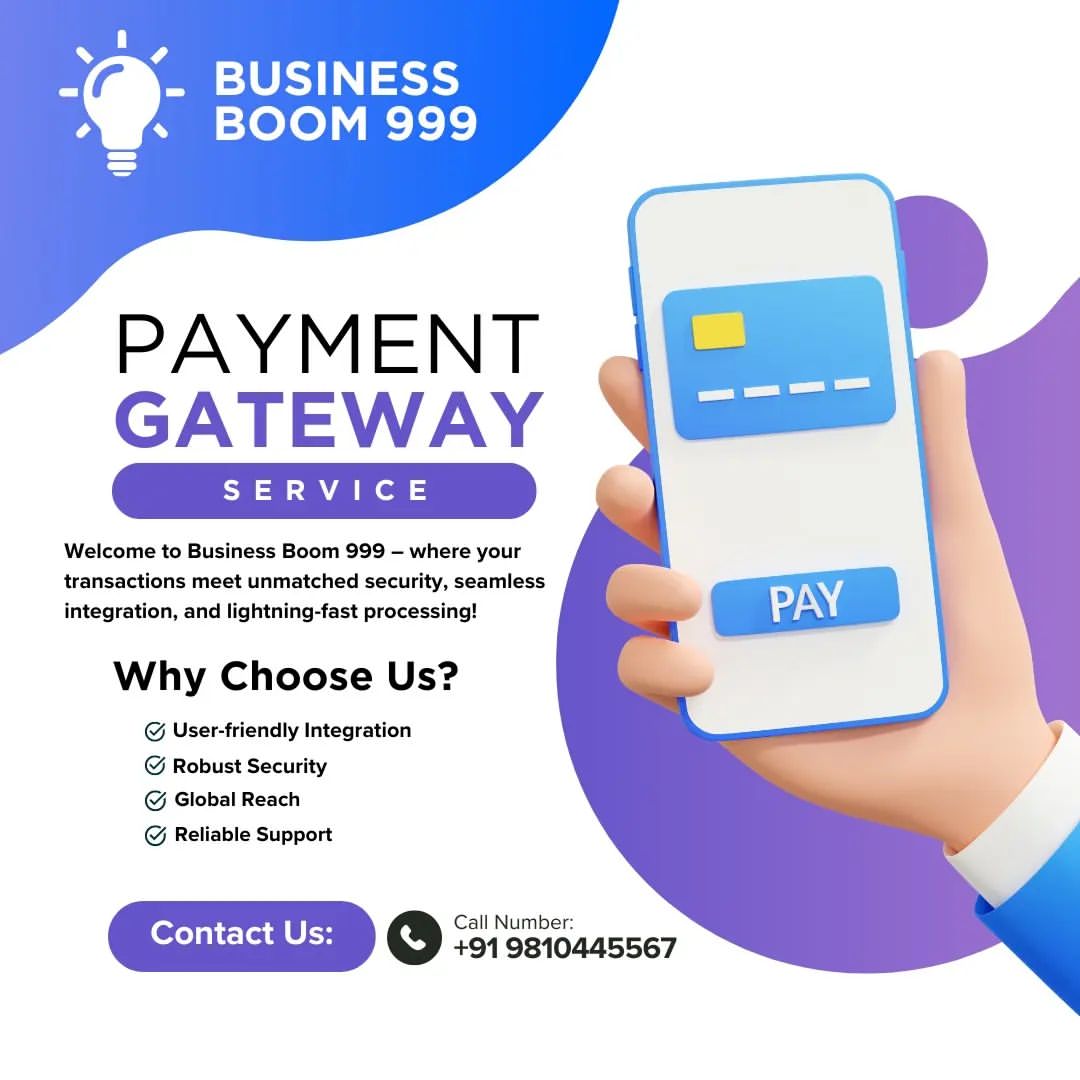 BUSINESS
BOOM 999
PAYMENT
GATEWAY
SERVICE
Welcome to Business Boom 999 – where your
transactions meet unmatched security, seamless
integration, and lightning-fast processing!
Why Choose Us?
User-friendly Integration
Robust Security
Global Reach
Reliable Support
PAY
Contact Us:
Call Number:
+91 9810445567